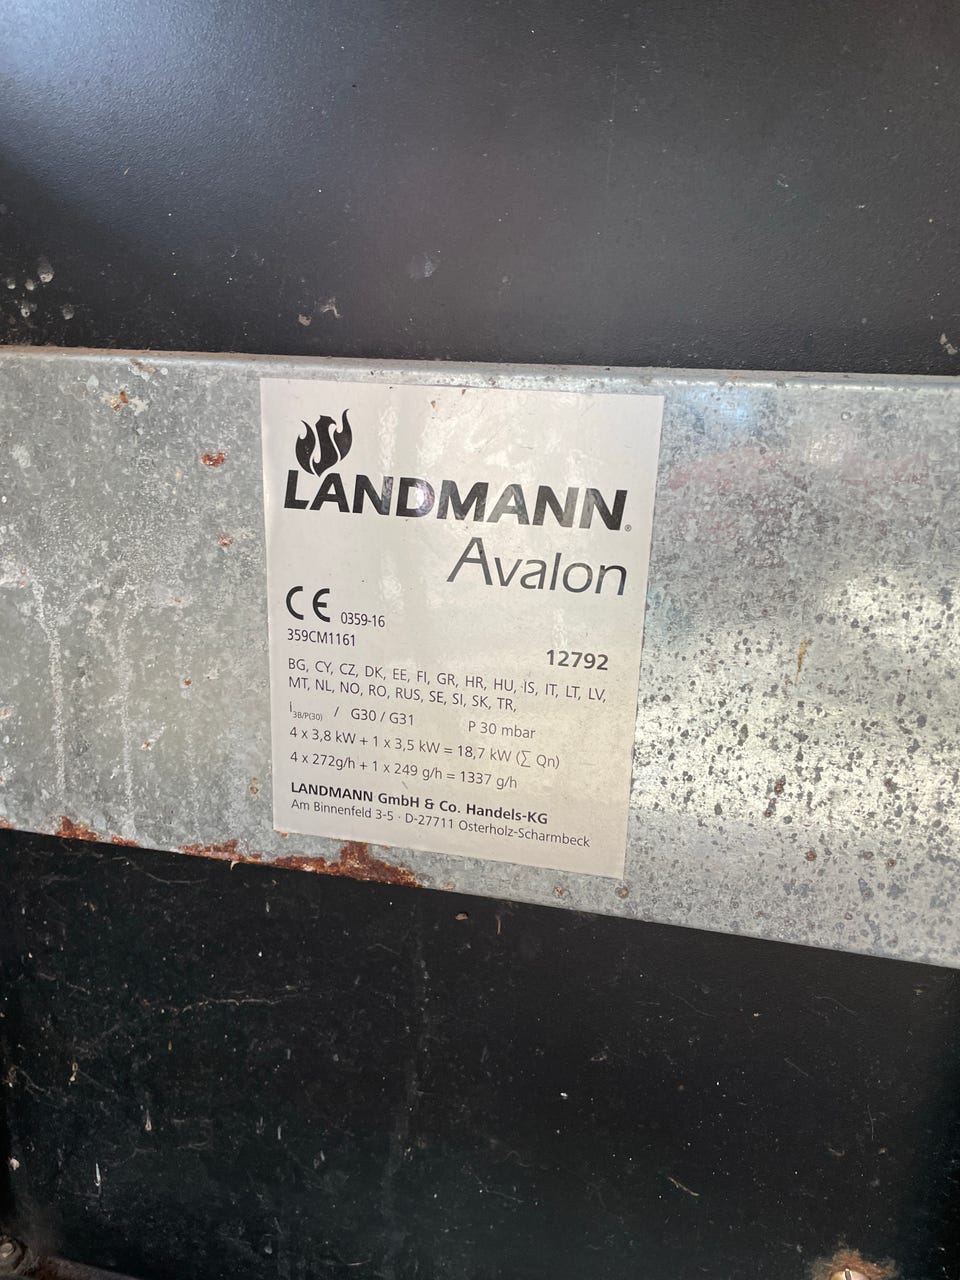 LANDMANN®
Avalon
CE 0359-16
359CM1161
12792
BG, CY, CZ, DK, EE, FI, GR, HR, HU, IS, IT, LT, LV,
MT, NL, NO, RO, RUS, SE, SI, SK, TR,
i3B/P(30) / G30 / G31 P 30 mbar
4 x 3,8 kW + 1 x 3,5 kW = 18,7 kW (∑ Qn)
4 x 272g/h + 1 x 249 g/h = 1337 g/h
LANDMANN GmbH & Co. Handels-KG
Am Binnenfeld 3-5 · D-27711 Osterholz-Scharmbeck